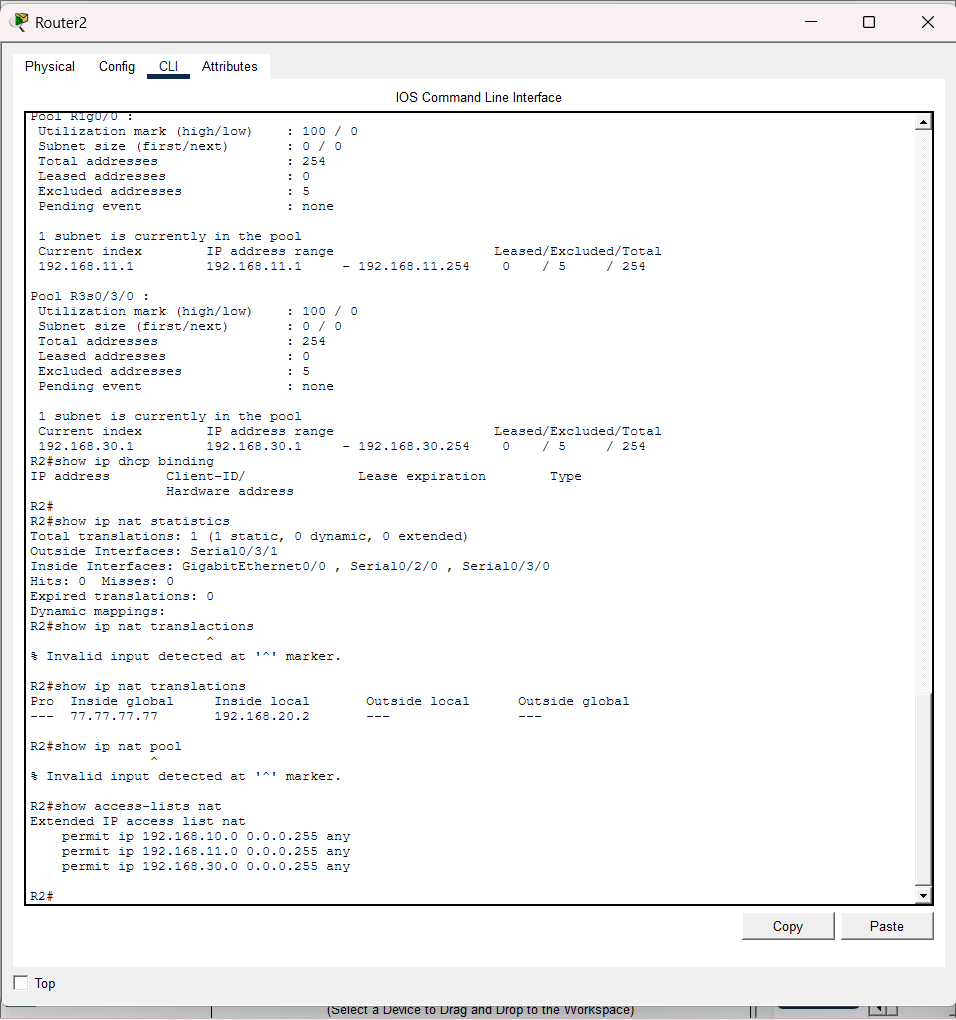 Router2
Physical Config CLI Attributes
IOS Command Line Interface
Pool R1g0/0 :
 Utilization mark (high/low)    : 100 / 0
 Subnet size (first/next)       : 0 / 0
 Total addresses                : 254
 Leased addresses               : 0
 Excluded addresses             : 5
 Pending event                  : none
 1 subnet is currently in the pool
 Current index        IP address range                    Leased/Excluded/Total
 192.168.11.1         192.168.11.1     - 192.168.11.254    0    / 5     / 254
Pool R3s0/3/0 :
 Utilization mark (high/low)    : 100 / 0
 Subnet size (first/next)       : 0 / 0
 Total addresses                : 254
 Leased addresses               : 0
 Excluded addresses             : 5
 Pending event                  : none
 1 subnet is currently in the pool
 Current index        IP address range                    Leased/Excluded/Total
 192.168.30.1         192.168.30.1     - 192.168.30.254    0    / 5     / 254
R2#show ip dhcp binding
IP address       Client-ID/              Lease expiration        Type
                 Hardware address
R2#
R2#show ip nat statistics
Total translations: 1 (1 static, 0 dynamic, 0 extended)
Outside Interfaces: Serial0/3/1
Inside Interfaces: GigabitEthernet0/0 , Serial0/2/0 , Serial0/3/0
Hits: 0  Misses: 0
Expired translations: 0
Dynamic mappings:
R2#show ip nat translactions
                      ^
% Invalid input detected at '^' marker.
R2#show ip nat translations
Pro  Inside global     Inside local       Outside local      Outside global
---  77.77.77.77       192.168.20.2       ---                ---
R2#show ip nat pool
               ^
% Invalid input detected at '^' marker.
R2#show access-lists nat
Extended IP access list nat
    permit ip 192.168.10.0 0.0.0.255 any
    permit ip 192.168.11.0 0.0.0.255 any
    permit ip 192.168.30.0 0.0.0.255 any
R2#
Copy Paste
Top
(Select a Device to Drag and Drop to the Workspace)